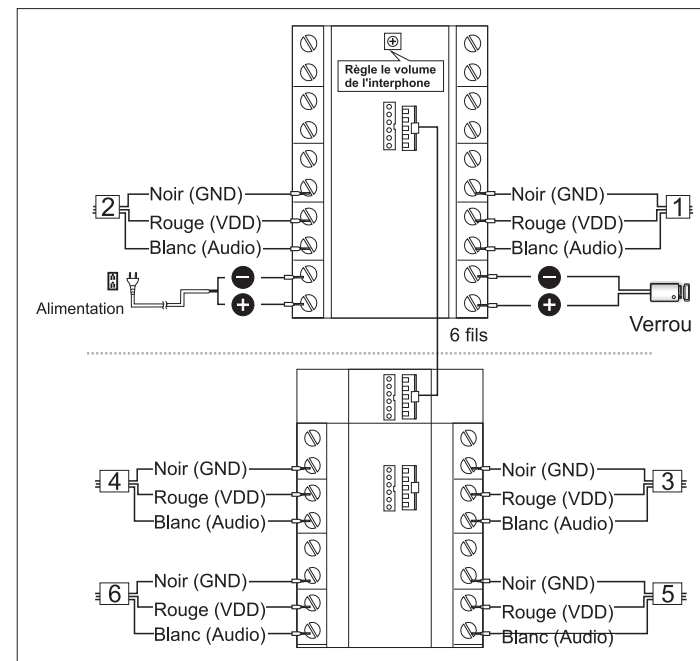 Règle le volume
de l'interphone
2
Noir (GND)
Rouge (VDD)
Blanc (Audio)
Noir (GND)
Rouge (VDD)
Blanc (Audio)
1
Alimentation
Verrou
6 fils
4
Noir (GND)
Rouge (VDD)
Blanc (Audio)
Noir (GND)
Rouge (VDD)
Blanc (Audio)
3
6
Noir (GND)
Rouge (VDD)
Blanc (Audio)
Noir (GND)
Rouge (VDD)
Blanc (Audio)
5